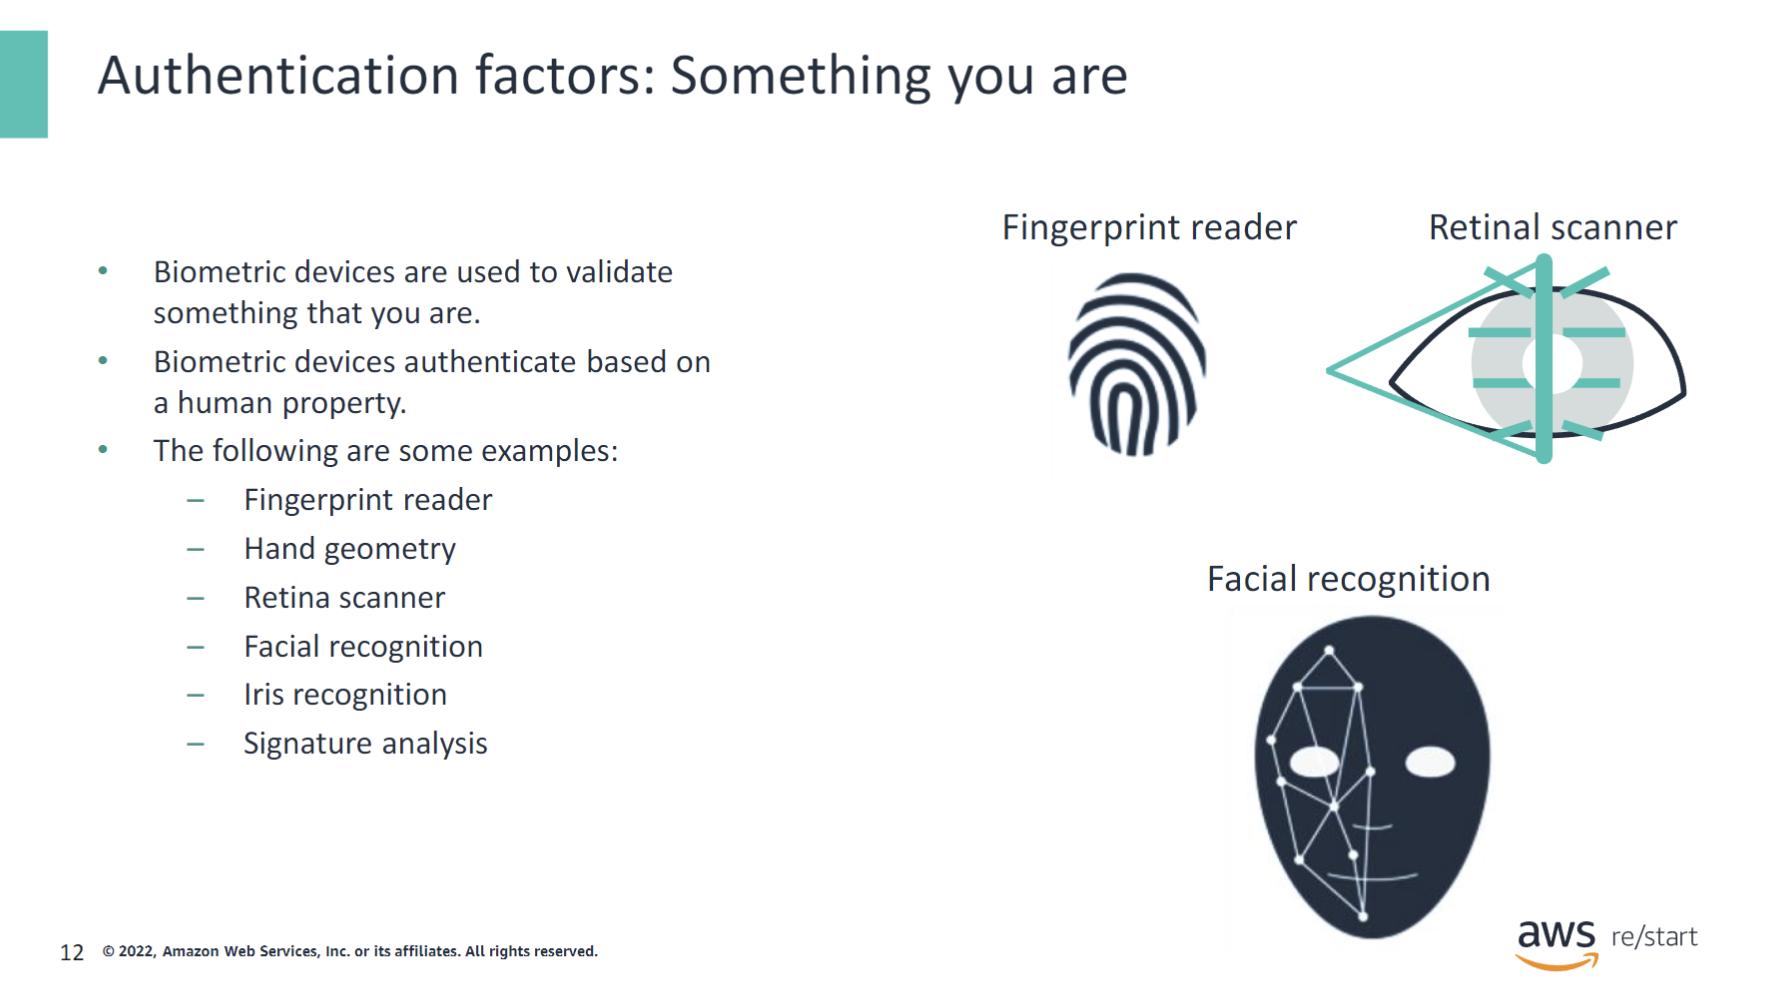 Authentication factors: Something you are
• Biometric devices are used to validate
something that you are.
• Biometric devices authenticate based on
a human property.
• The following are some examples:
– Fingerprint reader
– Hand geometry
– Retina scanner
– Facial recognition
– Iris recognition
– Signature analysis
Fingerprint reader
Retinal scanner
Facial recognition
12 © 2022, Amazon Web Services, Inc. or its affiliates. All rights reserved.
aws re/start